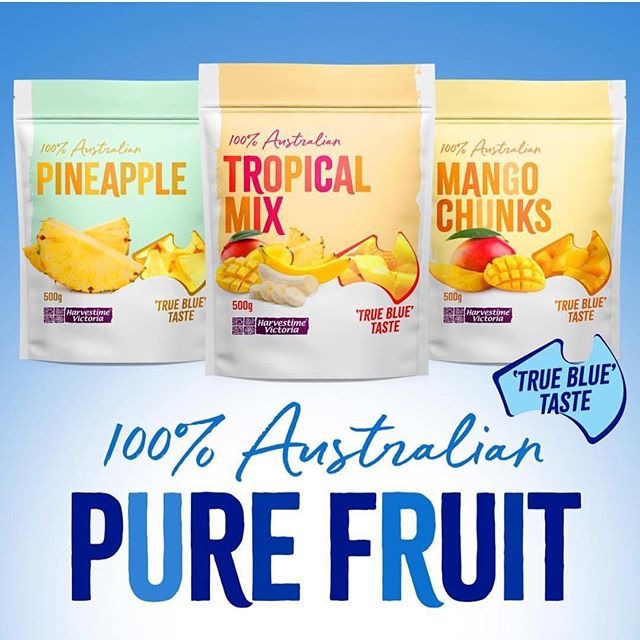 100% Australian
PINEAPPLE
500g
'TRUE BLUE'
TASTE
Harvestime
Victoria
100% Australian
TROPICAL
MIX
500g
'TRUE BLUE'
TASTE
Harvestime
Victoria
100% Australian
MANGO
CHUNKS
500g
'TRUE BLUE'
TASTE
Harvestime
Victoria
'TRUE BLUE'
TASTE
100% Australian
PURE FRUIT